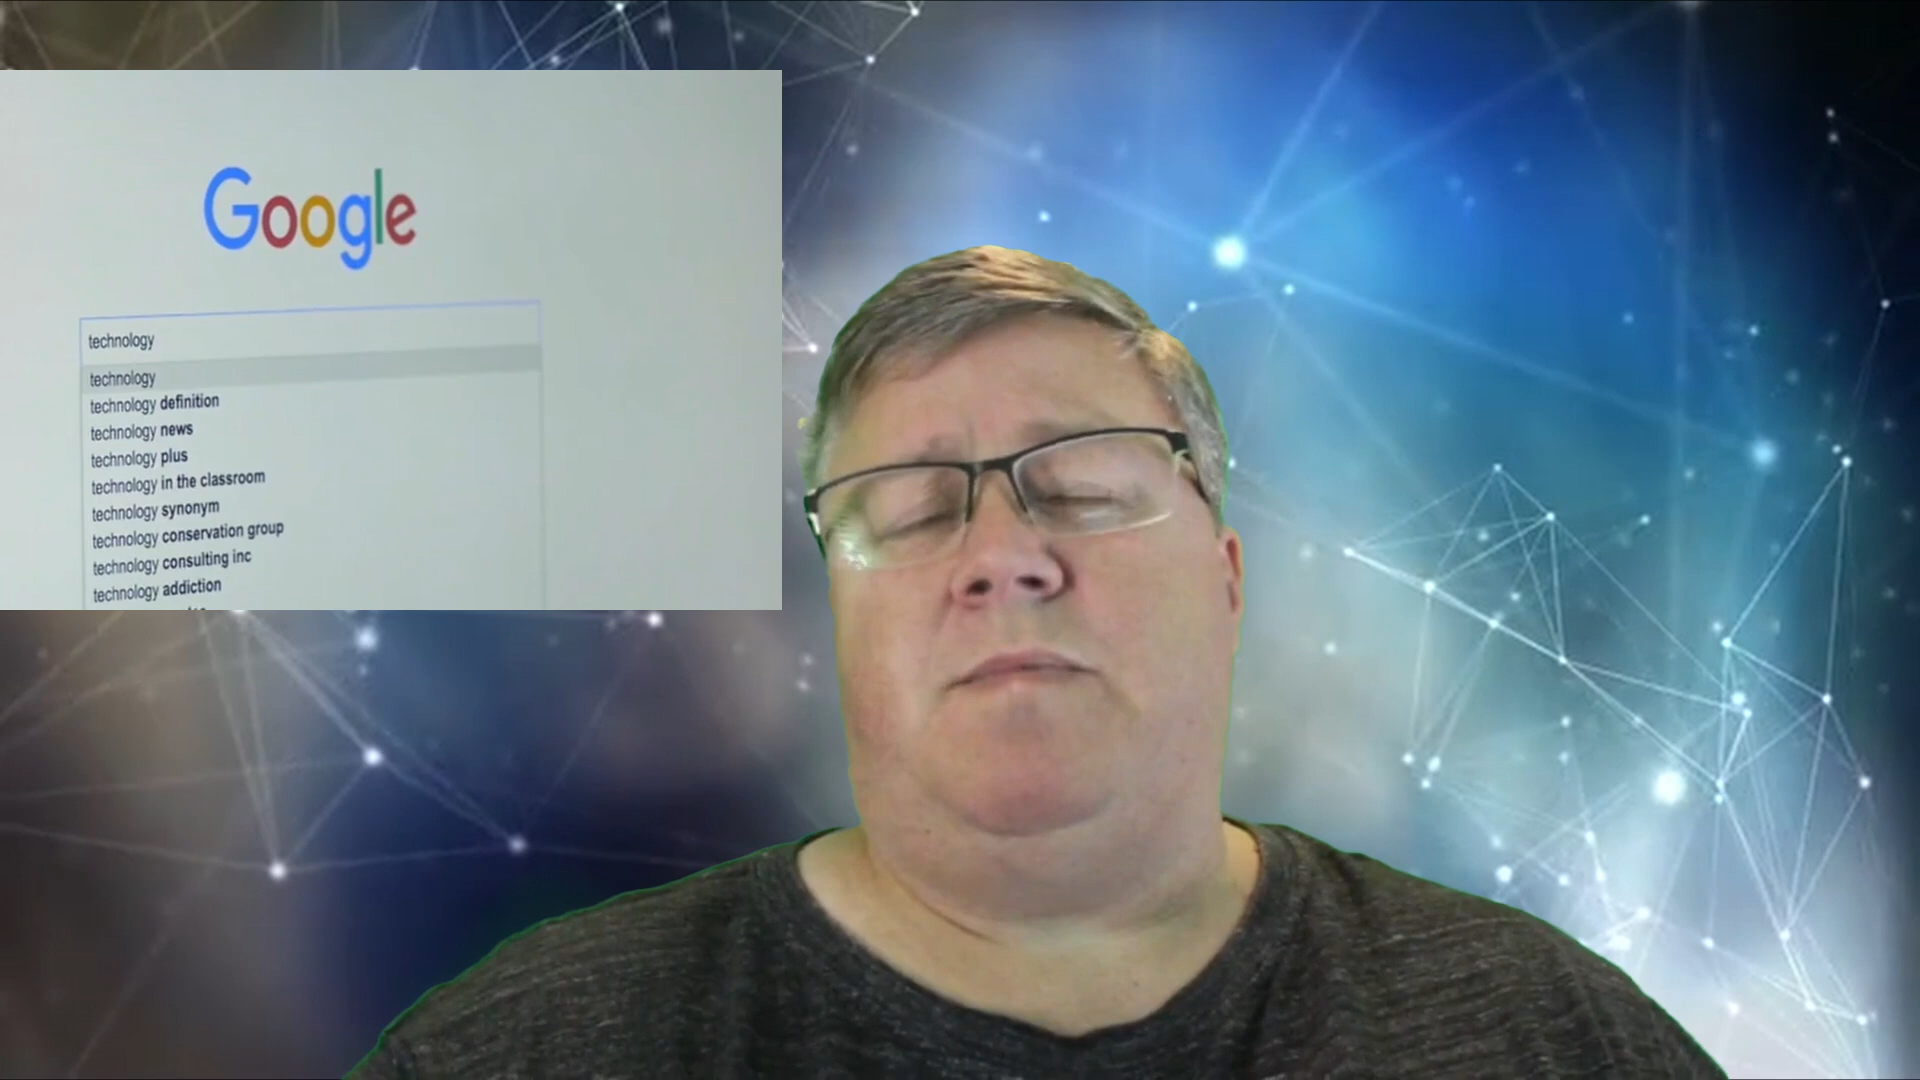 Google
technology
technology
technology definition
technology news
technology plus
technology in the classroom
technology synonym
technology conservation group
technology consulting inc
technology addiction